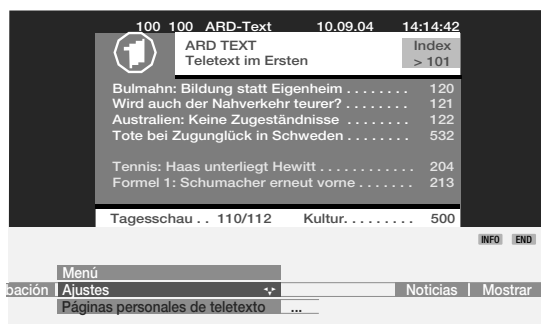 100 100 ARD-Text 10.09.04 14:14:42
ARD TEXT Index
Teletext im Ersten > 101
Bulmahn: Bildung statt Eigenheim . . . . . . . . 120
Wird auch der Nahverkehr teurer? . . . . . . . . 121
Australien: Keine Zugeständnisse . . . . . . . . 122
Tote bei Zugunglück in Schweden . . . . . . . . 532
Tennis: Haas unterliegt Hewitt . . . . . . . . . . . . 204
Formel 1: Schumacher erneut vorne . . . . . . . 213
Tagesschau . . 110/112 Kultur. . . . . . . . . 500
INFO END
Menú
bación Ajustes Noticias Mostrar
Páginas personales de teletexto ...